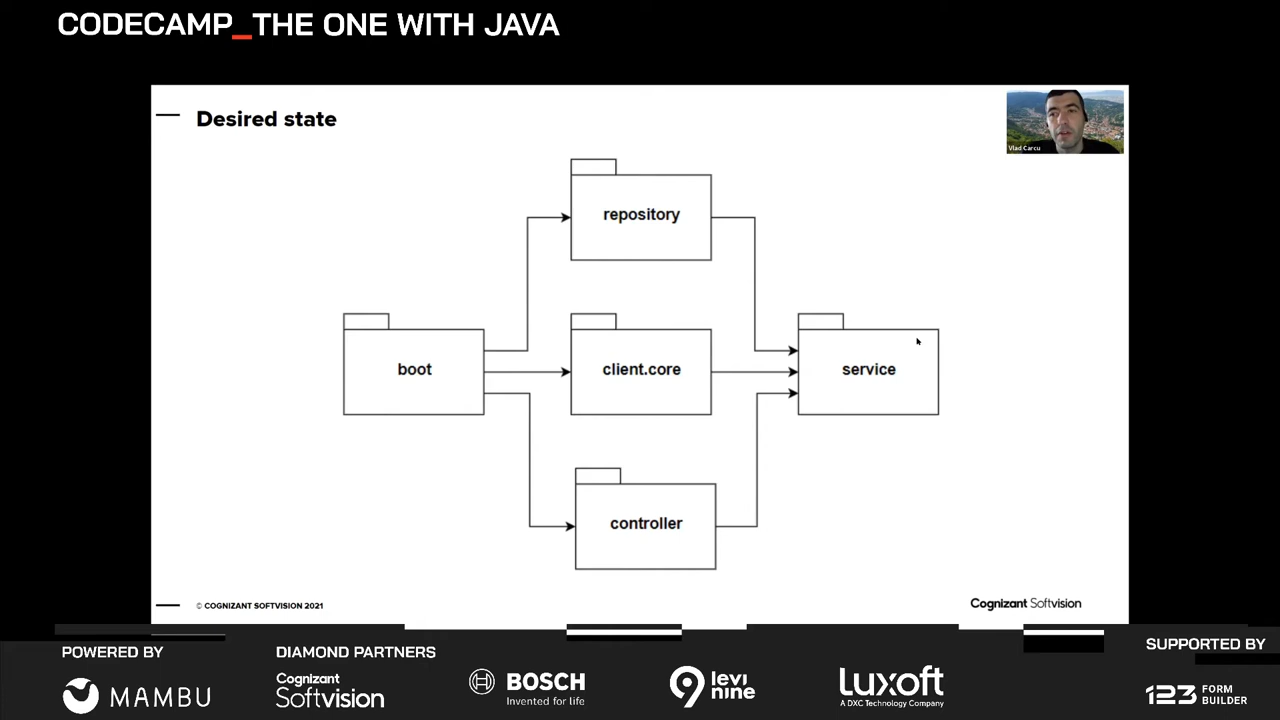 CODECAMP_THE ONE WITH JAVA
Desired state
Vlad Carcu
repository
boot
client.core
service
controller
© COGNIZANT SOFTVISION 2021
Cognizant Softvision
POWERED BY
MAMBU
DIAMOND PARTNERS
Cognizant
Softvision
BOSCH
Invented for life
9 levi
nine
Luxoft
A DXC Technology Company
SUPPORTED BY
123 FORM
BUILDER